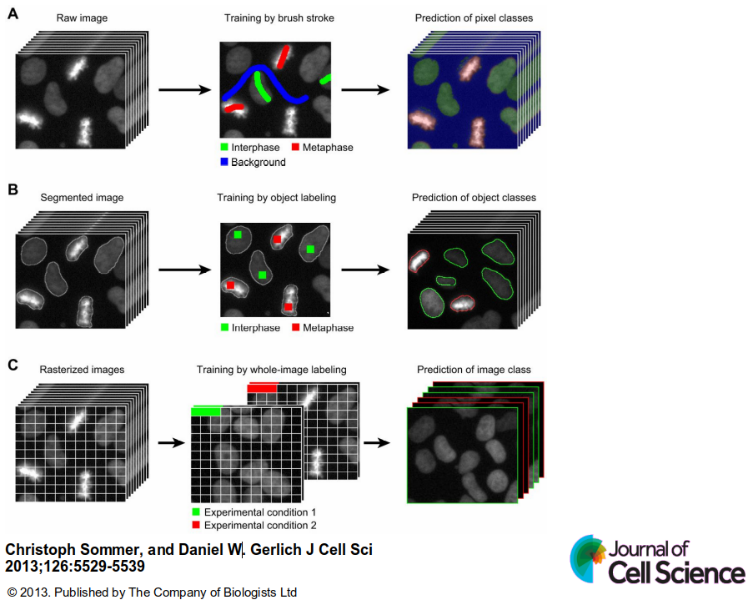 A
Raw image
Training by brush stroke
Prediction of pixel classes
Interphase
Metaphase
Background
B
Segmented image
Training by object labeling
Prediction of object classes
Interphase
Metaphase
C
Rasterized images
Training by whole-image labeling
Prediction of image class
Experimental condition 1
Experimental condition 2
Christoph Sommer, and Daniel W. Gerlich J Cell Sci
2013;126:5529-5539
© 2013. Published by The Company of Biologists Ltd
Journal of
Cell Science